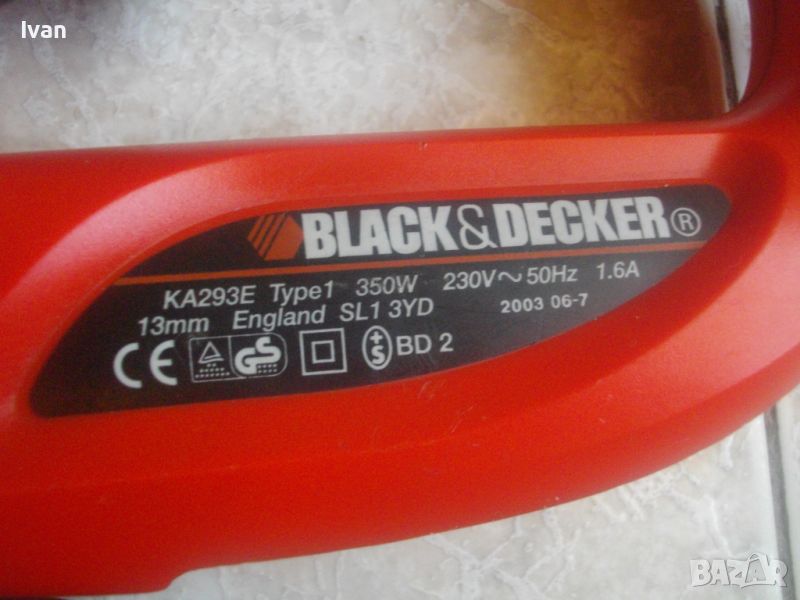 Ivan
BLACK&DECKER®
KA293E Type1 350W 230V~50Hz 1.6A
13mm England SL1 3YD 2003 06-7
CE GS S BD 2
BAZAR